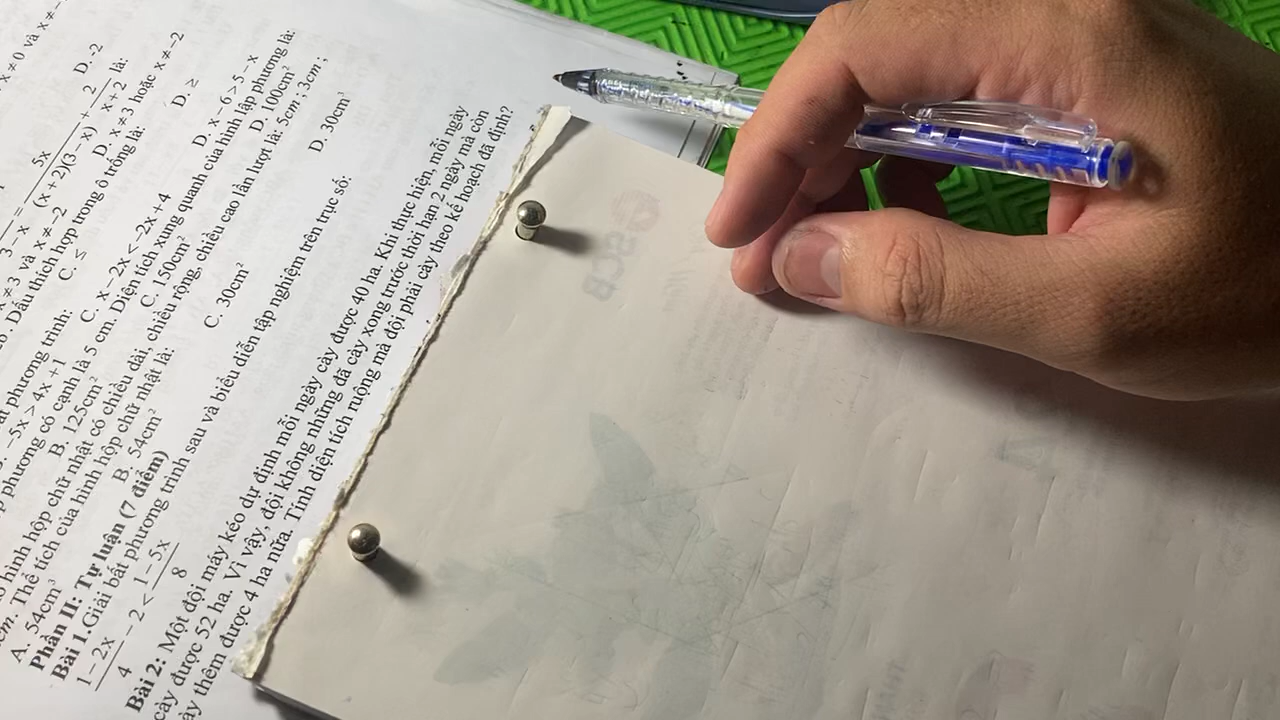 x ≠ 0 và x ≠ -
D. -2
3 - x = 5x/((x + 2)(3 - x)) + 2/(x + 2) là:
x ≠ 3 và x ≠ -2
D. x ≠ 3 hoặc x ≠ -2
Dấu thích hợp trong ô trống là:
C. ≤
D. ≥
ất phương trình:
-5x > 4x + 1
C. x - 2x < -2x + 4
D. x - 6 > 5 - x
phương có cạnh là 5 cm. Diện tích xung quanh của hình lập phương là:
B. 125cm²
C. 150cm²
D. 100cm²
hình hộp chữ nhật có chiều dài, chiều rộng, chiều cao lần lượt là: 5cm ; 3cm ;
cm. Thể tích của hình hộp chữ nhật là:
A. 54cm³
B. 54cm²
C. 30cm²
D. 30cm³
Phần II: Tự luận (7 điểm)
Bài 1.Giải bất phương trình sau và biểu diễn tập nghiệm trên trục số:
(1 - 2x)/4 - 2 < (1 - 5x)/8
Bài 2: Một đội máy kéo dự định mỗi ngày cày được 40 ha. Khi thực hiện, mỗi ngày
cày được 52 ha. Vì vậy, đội không những đã cày xong trước thời hạn 2 ngày mà còn
ày thêm được 4 ha nữa. Tính diện tích ruộng mà đội phải cày theo kế hoạch đã định?
SCB